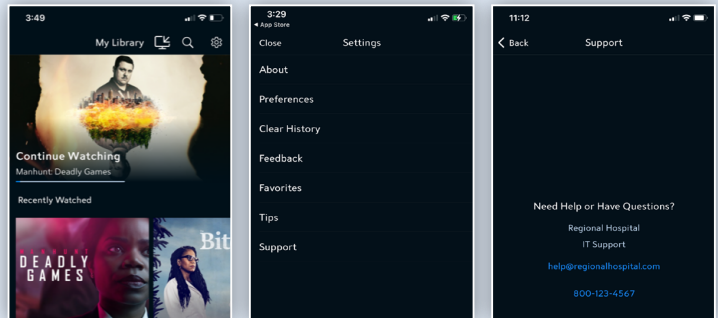 3:49
My Library
Continue Watching
Manhunt: Deadly Games
Recently Watched
MANHUNT
DEADLY
GAMES
Bit
3:29
App Store
Close
Settings
About
Preferences
Clear History
Feedback
Favorites
Tips
Support
11:12
Back
Support
Need Help or Have Questions?
Regional Hospital
IT Support
help@regionalhospital.com
800-123-4567